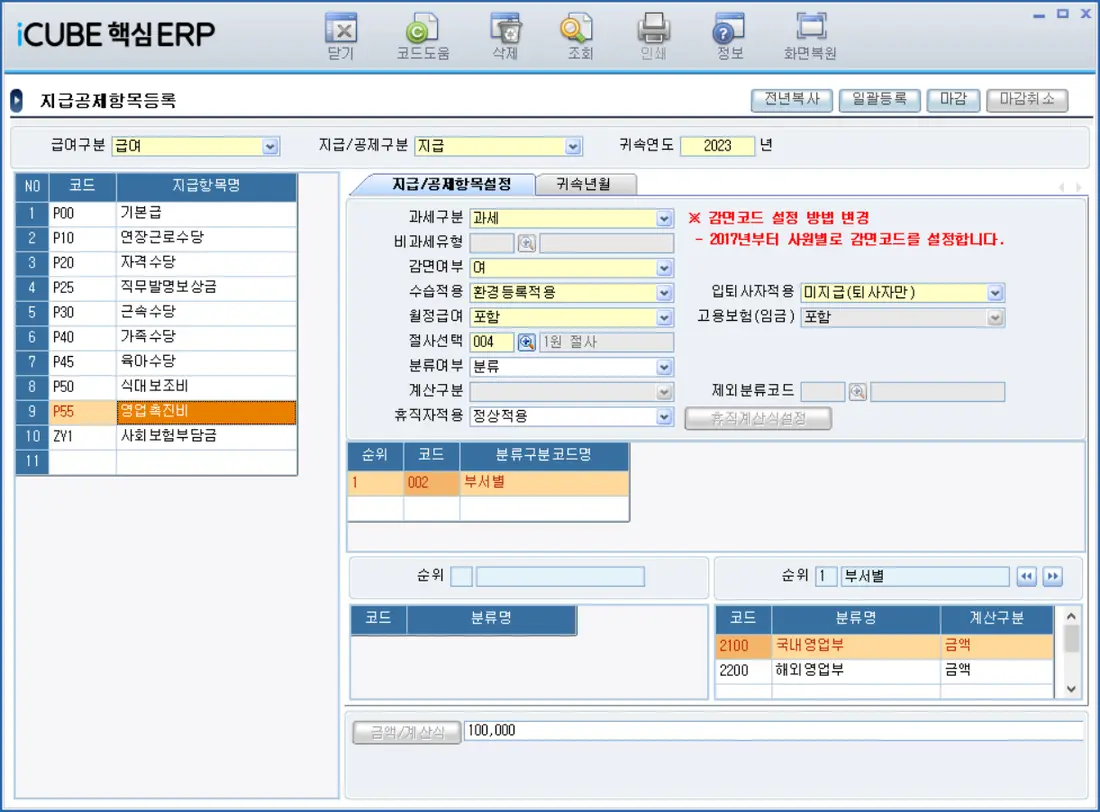 iCUBE 핵심ERP
닫기 코드도움 삭제 조회 인쇄 정보 화면복원
지급공제항목등록
전년복사 일괄등록 마감 마감취소
급여구분 급여 지급/공제구분 지급 귀속연도 2023 년
NO 코드 지급항목명
1 P00 기본급
2 P10 연장근로수당
3 P20 자격수당
4 P25 직무발명보상금
5 P30 근속수당
6 P40 가족수당
7 P45 육아수당
8 P50 식대보조비
9 P55 영업촉진비
10 ZY1 사회보험부담금
11
지급/공제항목설정 귀속년월
과세구분 과세 ※ 감면코드 설정 방법 변경
비과세유형 - 2017년부터 사원별로 감면코드를 설정합니다.
감면여부 여
수습적용 환경등록적용 입퇴사자적용 미지급(퇴사자만)
월정급여 포함 고용보험(임금) 포함
절사선택 004 1원 절사
분류여부 분류
계산구분 제외분류코드
휴직자적용 정상적용 휴직계산식설정
순위 코드 분류구분코드명
1 002 부서별
순위
코드 분류명
순위 1 부서별
코드 분류명 계산구분
2100 국내영업부 금액
2200 해외영업부 금액
금액/계산식 100,000